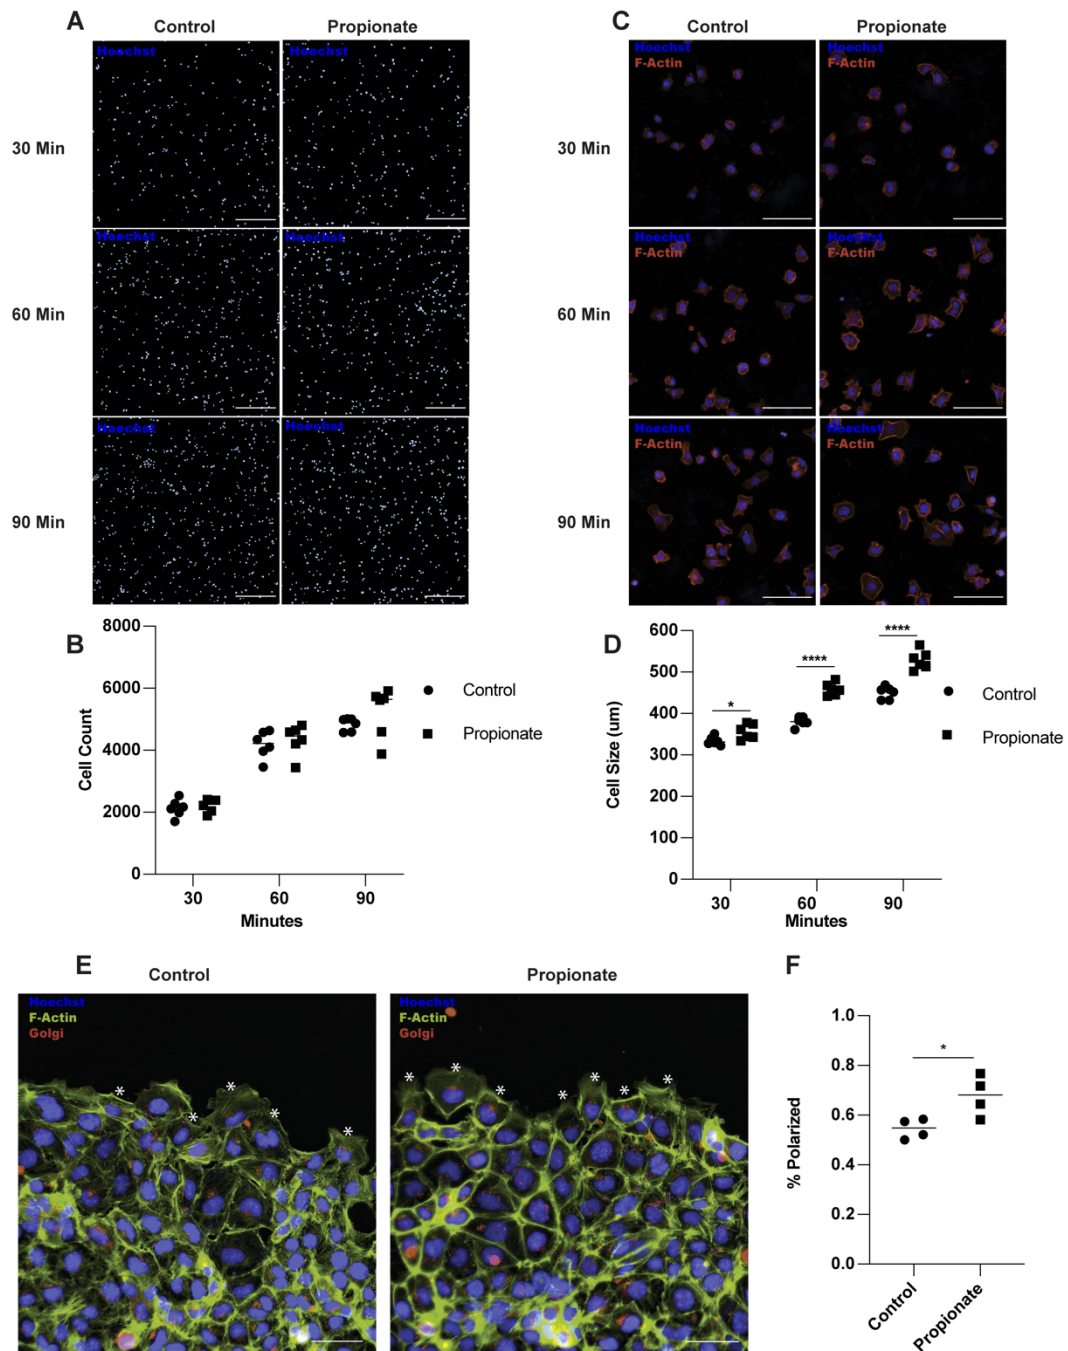 A
Control
Propionate
Hoechst
Hoechst
30 Min
Hoechst
Hoechst
60 Min
Hoechst
Hoechst
90 Min
B
8000
6000
4000
2000
0
Cell Count
30
60
90
Minutes
Control
Propionate
C
Control
Propionate
Hoechst
F-Actin
Hoechst
F-Actin
30 Min
Hoechst
F-Actin
Hoechst
F-Actin
60 Min
Hoechst
F-Actin
Hoechst
F-Actin
90 Min
D
600
500
400
300
200
100
0
Cell Size (um)
*
****
****
30
60
90
Minutes
Control
Propionate
E
Control
Propionate
Hoechst
F-Actin
Golgi
* * * * *
Hoechst
F-Actin
Golgi
* * * * * * *
F
1.0
0.8
0.6
0.4
0.2
0.0
% Polarized
*
Control
Propionate